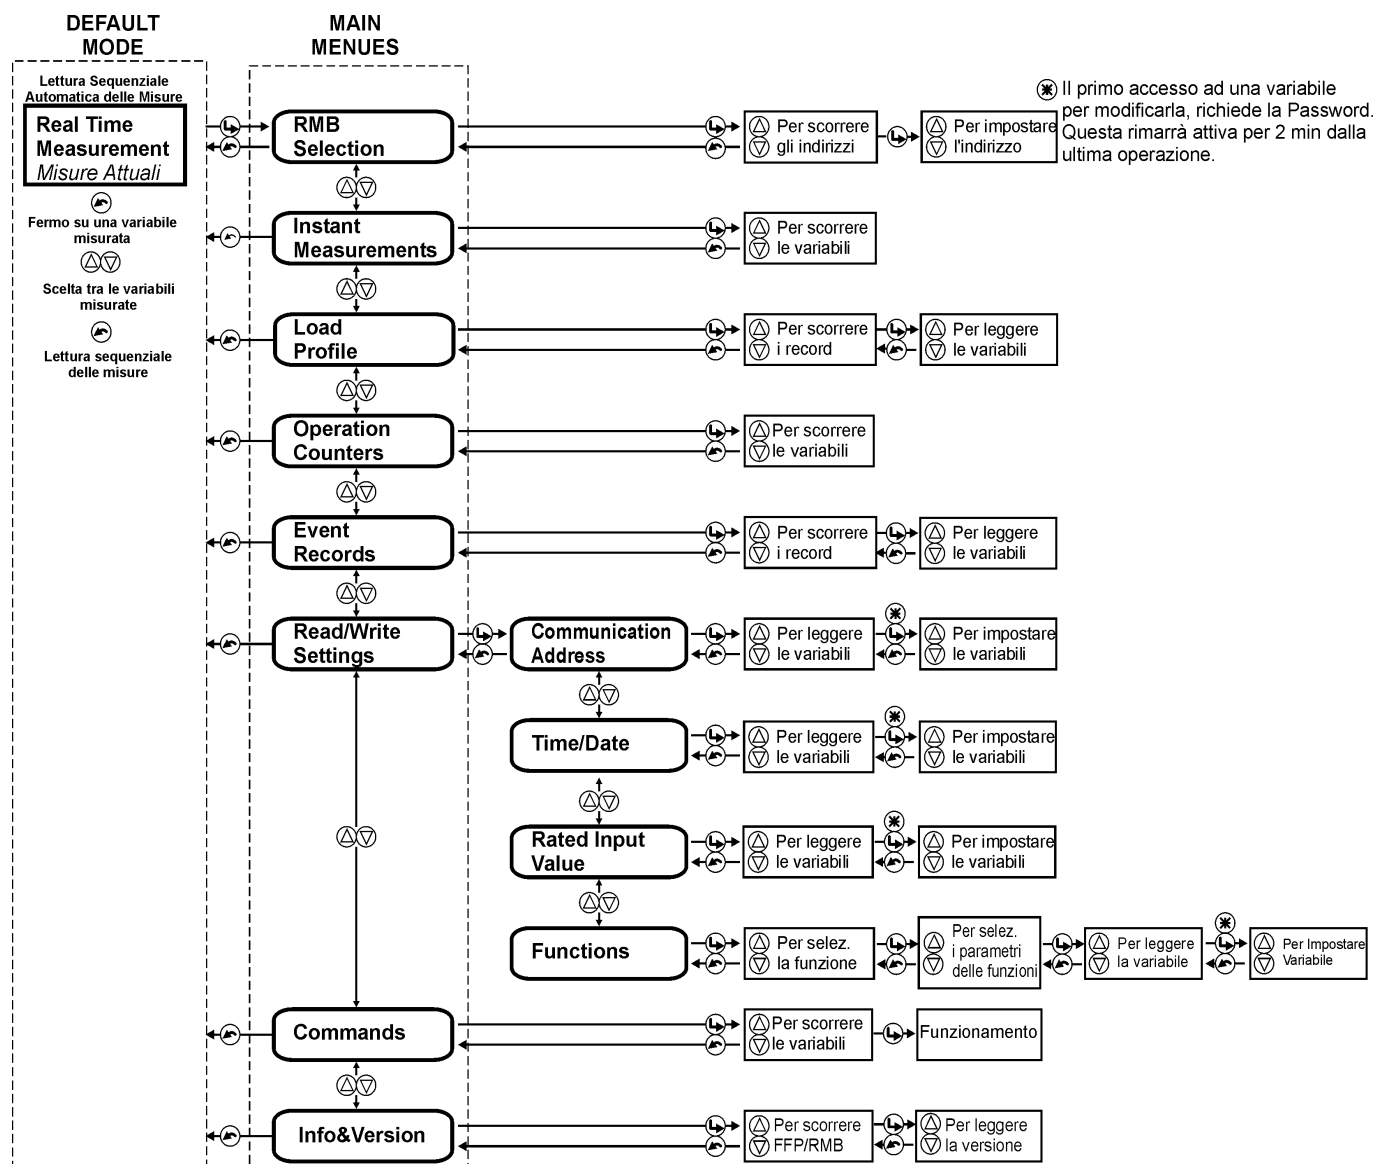 DEFAULT
MODE
MAIN
MENUES
Lettura Sequenziale
Automatica delle Misure
Real Time
Measurement
Misure Attuali
Fermo su una variabile
misurata
Scelta tra le variabili
misurate
Lettura sequenziale
delle misure
Il primo accesso ad una variabile
per modificarla, richiede la Password.
Questa rimarrà attiva per 2 min dalla
ultima operazione.
RMB
Selection
Per scorrere
gli indirizzi
Per impostare
l'indirizzo
Instant
Measurements
Per scorrere
le variabili
Load
Profile
Per scorrere
i record
Per leggere
le variabili
Operation
Counters
Per scorrere
le variabili
Event
Records
Per scorrere
i record
Per leggere
le variabili
Read/Write
Settings
Communication
Address
Per leggere
le variabili
Per impostare
le variabili
Time/Date
Per leggere
le variabili
Per impostare
le variabili
Rated Input
Value
Per leggere
le variabili
Per impostare
le variabili
Functions
Per selez.
la funzione
Per selez.
i parametri
delle funzioni
Per leggere
la variabile
Per Impostare
Variabile
Commands
Per scorrere
le variabili
Funzionamento
Info&Version
Per scorrere
FFP/RMB
Per leggere
la versione